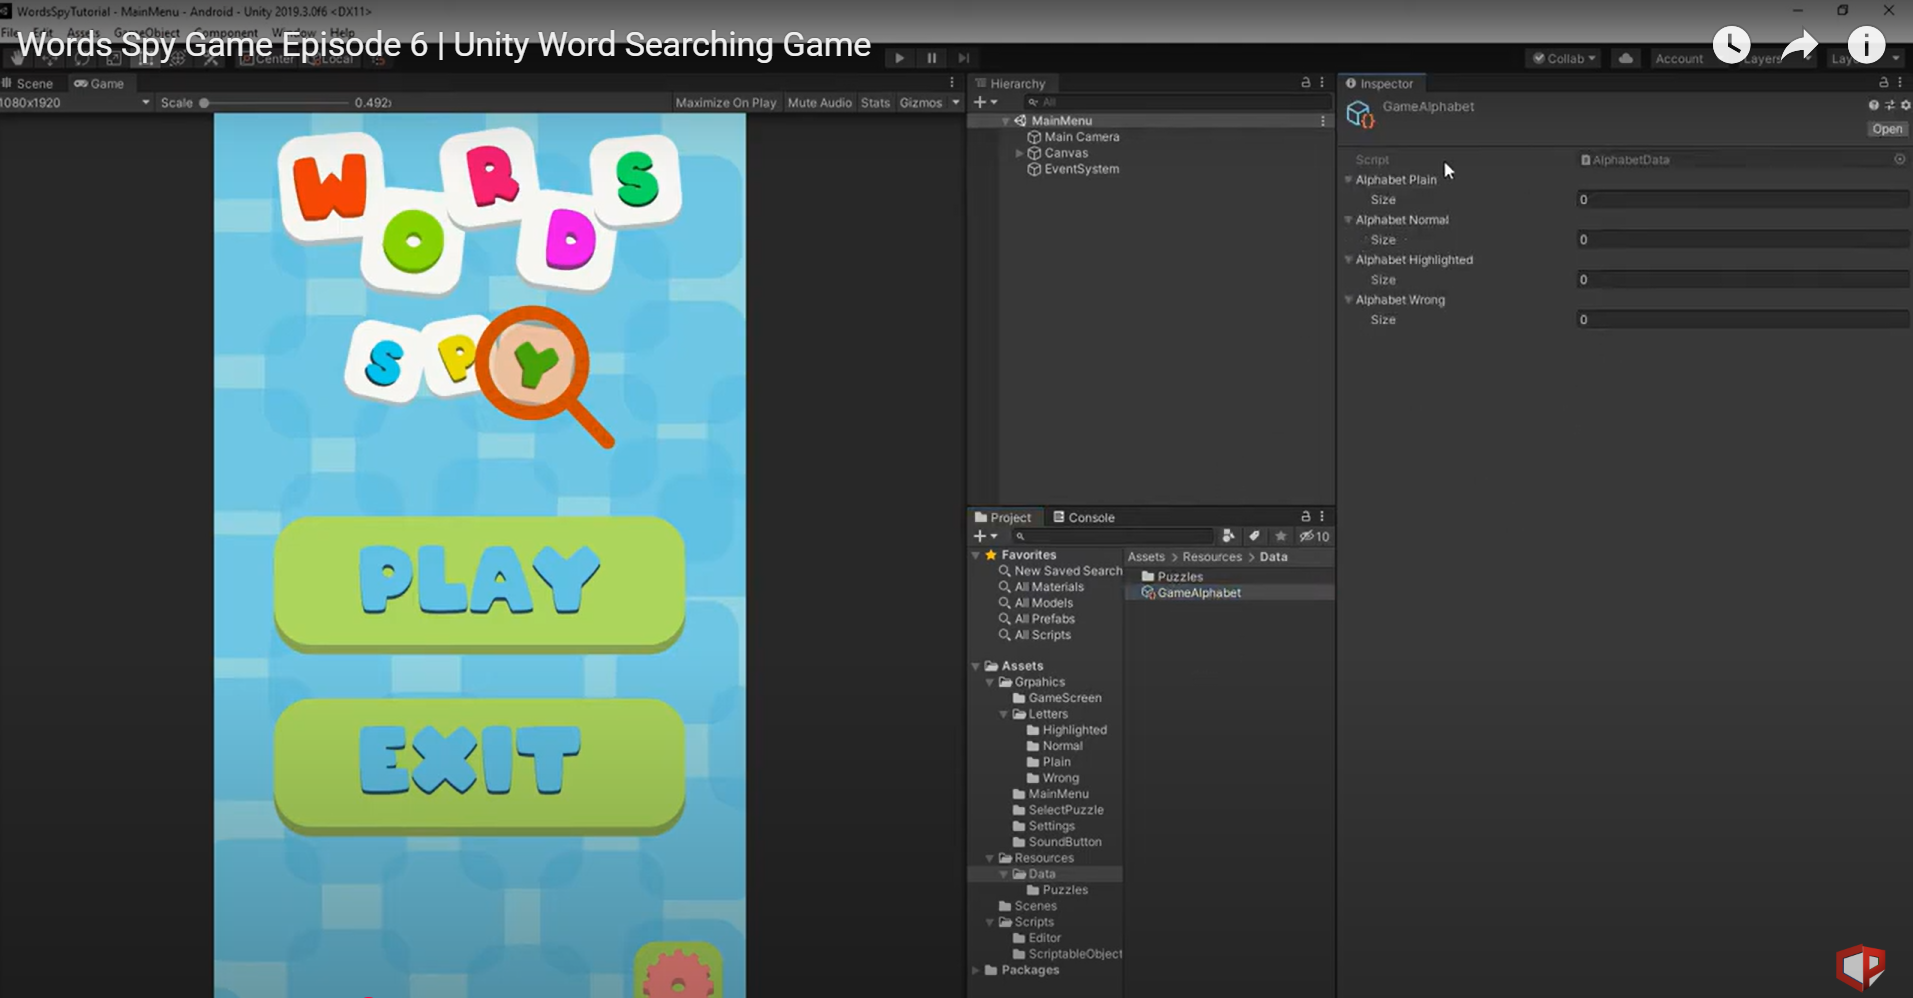 WordsSpyTutorial - MainMenu - Android - Unity 2019.3.0f6 <DX11>
File Edit Assets GameObject Component Window Help
Words Spy Game Episode 6 | Unity Word Searching Game
Center Local
Collab Account Layers
Scene Game
1080x1920 Scale 0.492x Maximize On Play Mute Audio Stats Gizmos
WORDS
SPY
PLAY
EXIT
Hierarchy
All
MainMenu
Main Camera
Canvas
EventSystem
Project Console
10
Favorites
New Saved Search
All Materials
All Models
All Prefabs
All Scripts
Assets
Grpahics
GameScreen
Letters
Highlighted
Normal
Plain
Wrong
MainMenu
SelectPuzzle
Settings
SoundButton
Resources
Data
Puzzles
Scenes
Scripts
Editor
ScriptableObject
Packages
Assets > Resources > Data
Puzzles
GameAlphabet
Inspector
GameAlphabet
Open
Script AlphabetData
Alphabet Plain
Size 0
Alphabet Normal
Size 0
Alphabet Highlighted
Size 0
Alphabet Wrong
Size 0